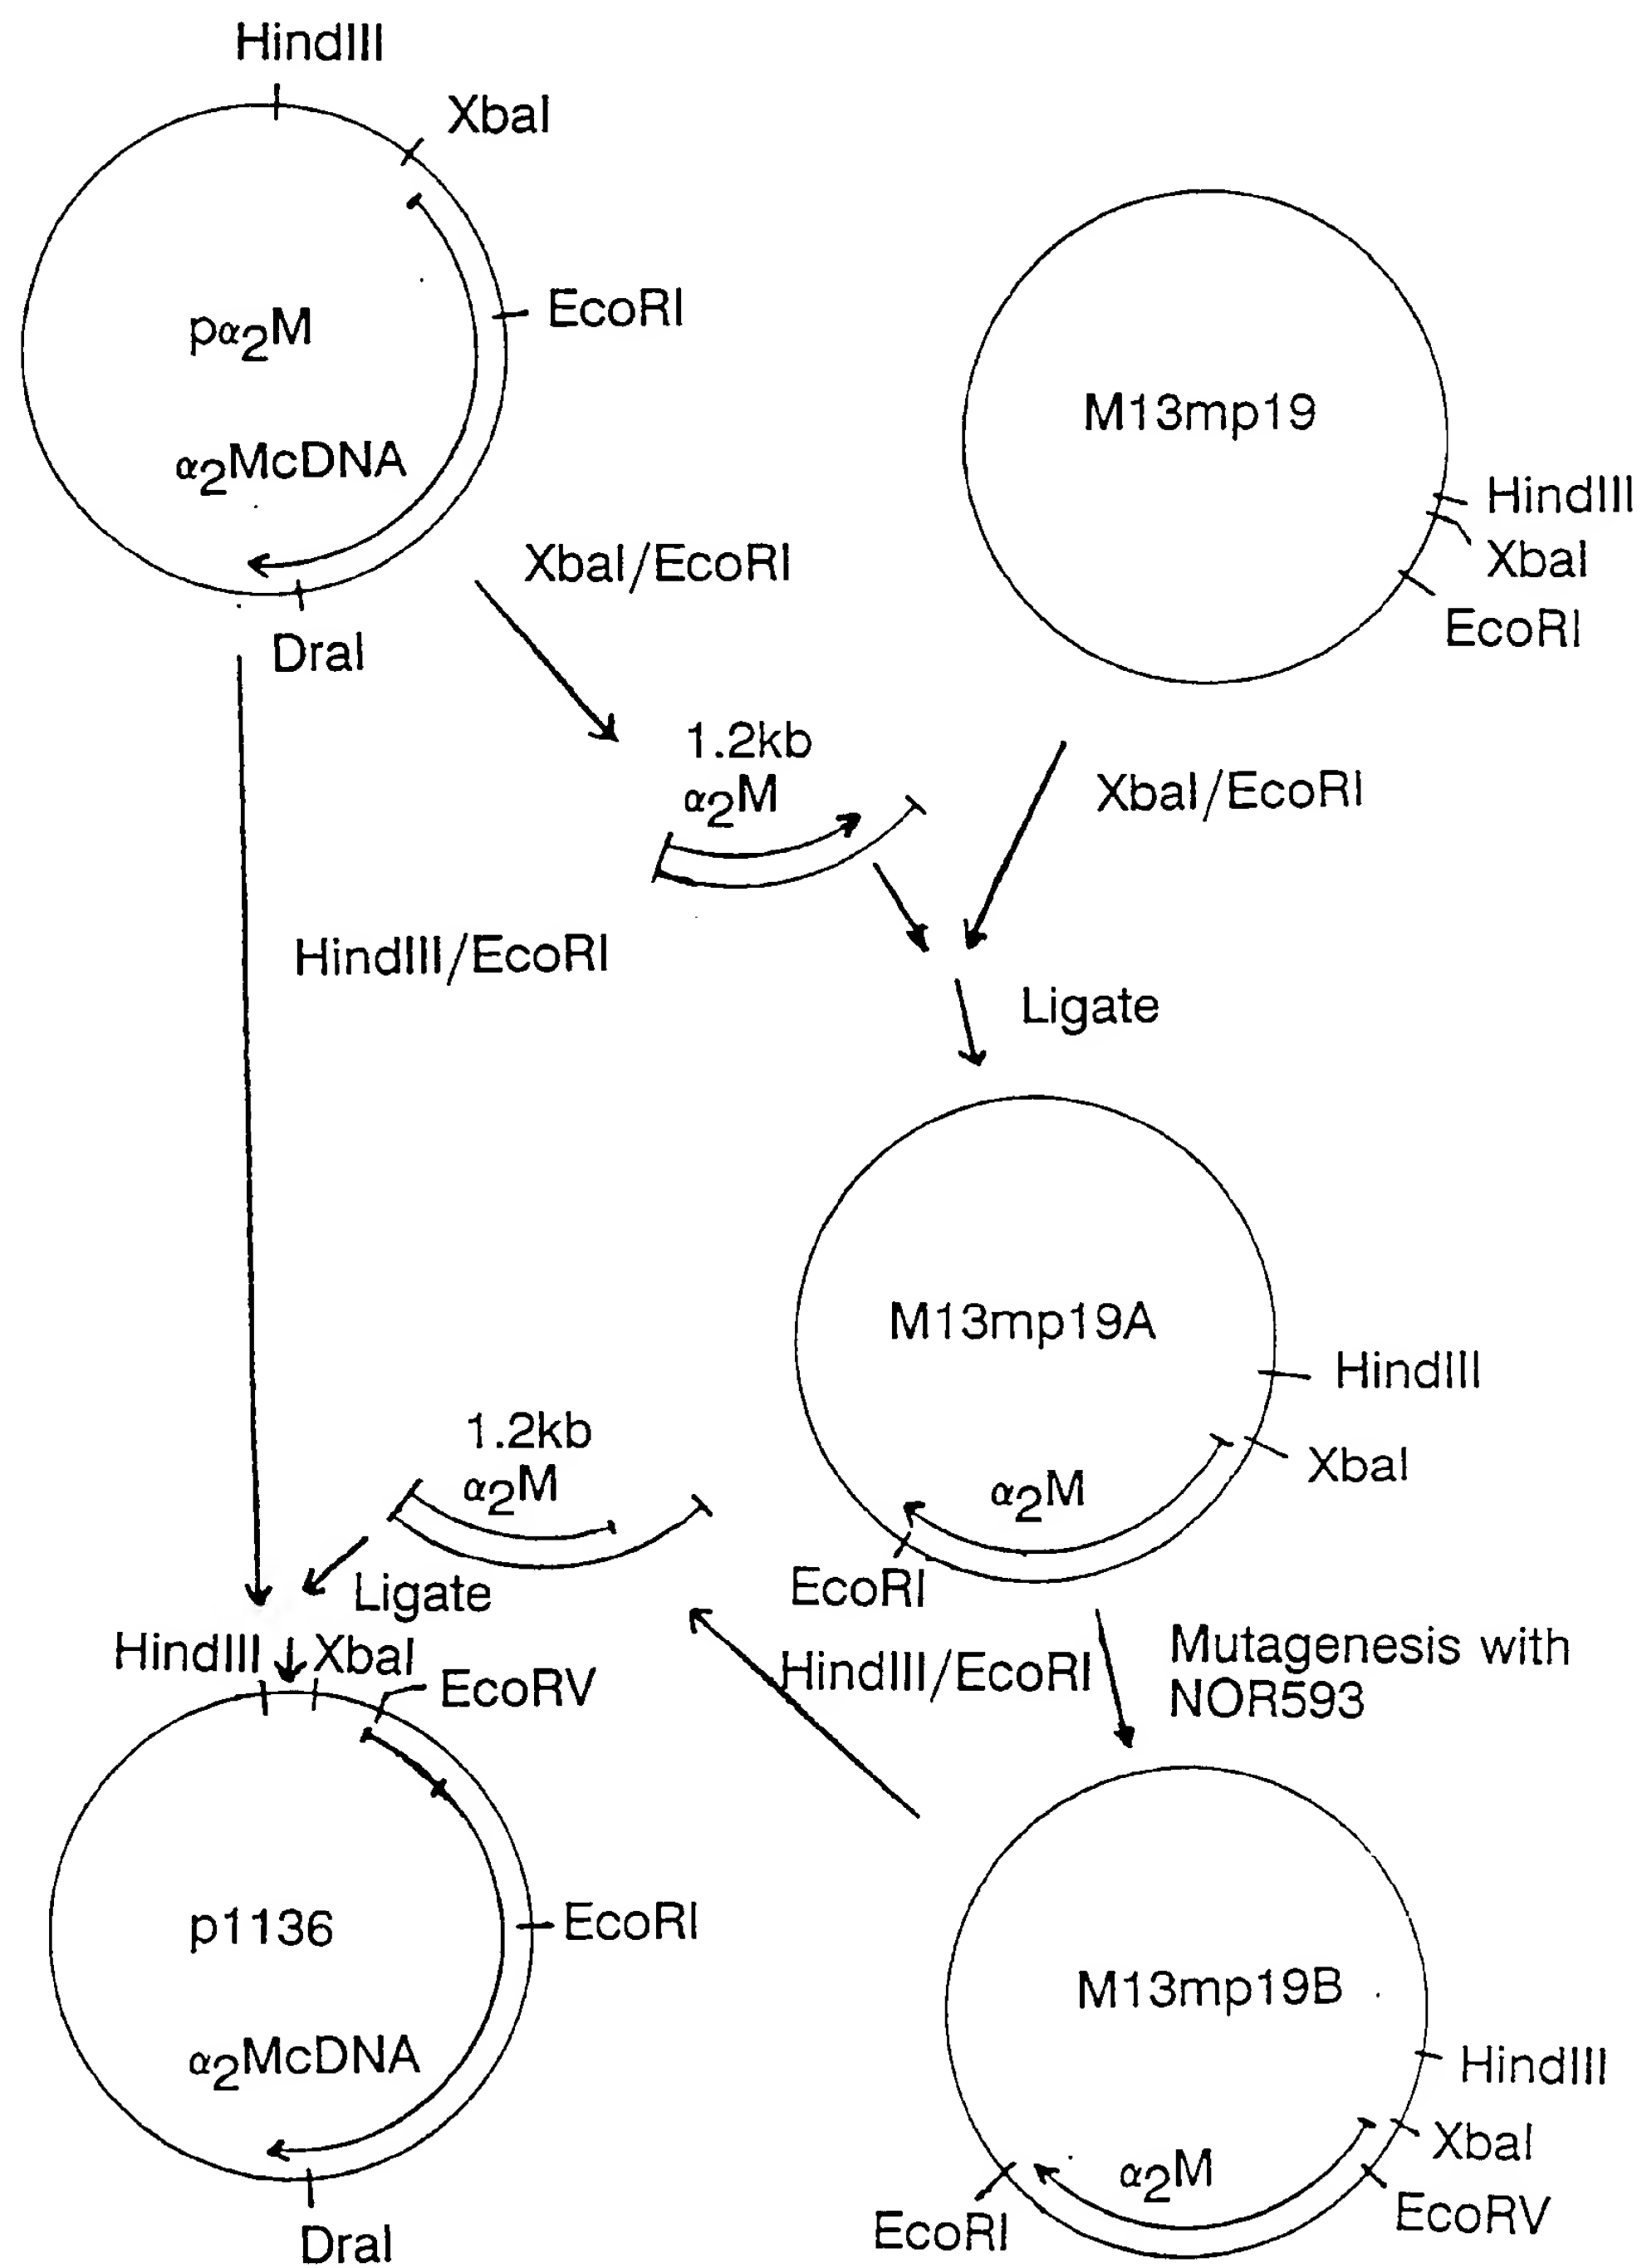 HindIII
XbaI
EcoRI
pα2M
α2McDNA
DraI
M13mp19
HindIII
XbaI
EcoRI
XbaI/EcoRI
1.2kb
α2M
XbaI/EcoRI
HindIII/EcoRI
Ligate
M13mp19A
HindIII
XbaI
α2M
EcoRI
1.2kb
α2M
Ligate
HindIII/EcoRI
Mutagenesis with
NOR593
HindIII XbaI
EcoRV
EcoRI
p1136
α2McDNA
DraI
M13mp19B
HindIII
XbaI
EcoRV
α2M
EcoRI